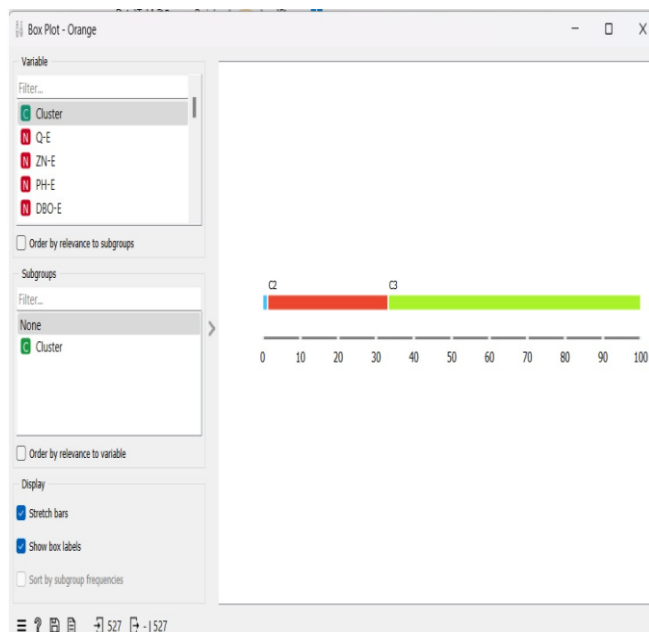 Box Plot - Orange
Variable
Filter...
C Cluster
N Q-E
N ZN-E
N PH-E
N DBO-E
Order by relevance to subgroups
Subgroups
Filter...
None
C Cluster
Order by relevance to variable
Display
Stretch bars
Show box labels
Sort by subgroup frequencies
527 - | 527
C2 C3
0 10 20 30 40 50 60 70 80 90 100